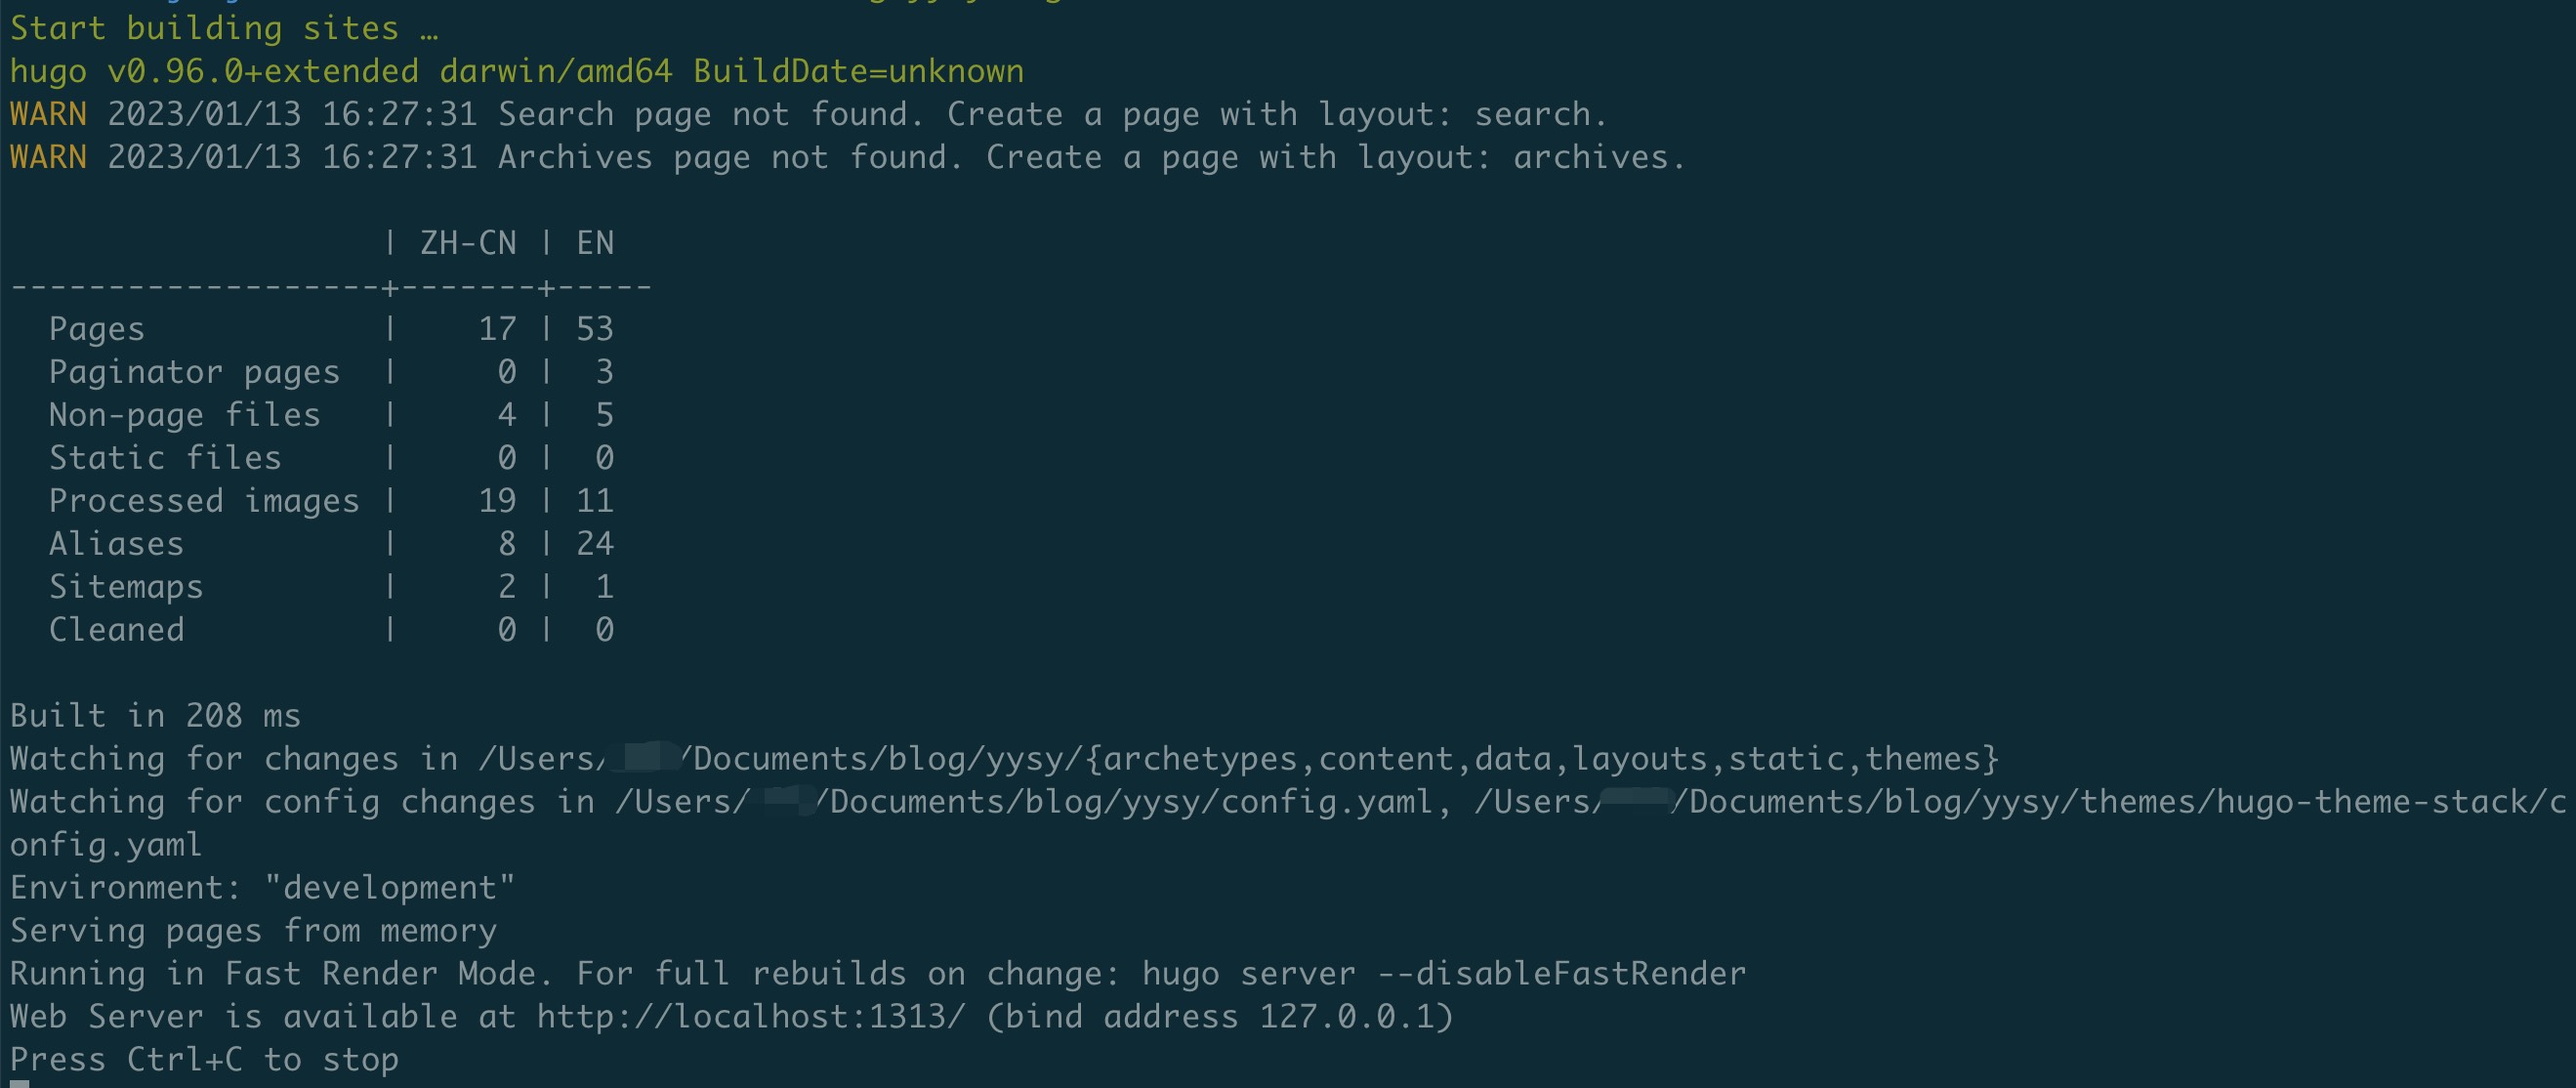 Start building sites …
hugo v0.96.0+extended darwin/amd64 BuildDate=unknown
WARN 2023/01/13 16:27:31 Search page not found. Create a page with layout: search.
WARN 2023/01/13 16:27:31 Archives page not found. Create a page with layout: archives.
                   | ZH-CN | EN
-------------------+-------+-----
  Pages            |    17 | 53
  Paginator pages  |     0 |  3
  Non-page files   |     4 |  5
  Static files     |     0 |  0
  Processed images |    19 | 11
  Aliases          |     8 | 24
  Sitemaps         |     2 |  1
  Cleaned          |     0 |  0
Built in 208 ms
Watching for changes in /Users/ /Documents/blog/yysy/{archetypes,content,data,layouts,static,themes}
Watching for config changes in /Users/ /Documents/blog/yysy/config.yaml, /Users/ /Documents/blog/yysy/themes/hugo-theme-stack/c
onfig.yaml
Environment: "development"
Serving pages from memory
Running in Fast Render Mode. For full rebuilds on change: hugo server --disableFastRender
Web Server is available at http://localhost:1313/ (bind address 127.0.0.1)
Press Ctrl+C to stop